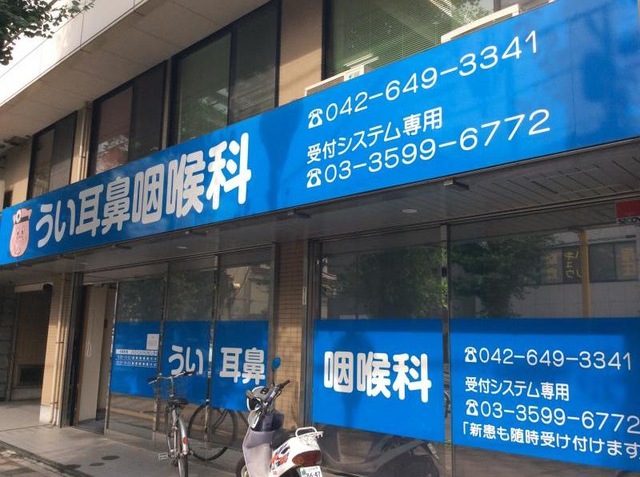 うい耳鼻咽喉科
☎042-649-3341
受付システム専用
☎03-3599-6772
うい耳鼻
咽喉科
☎042-649-3341
受付システム専用
☎03-3599-6772
「新患も随時受け付けます